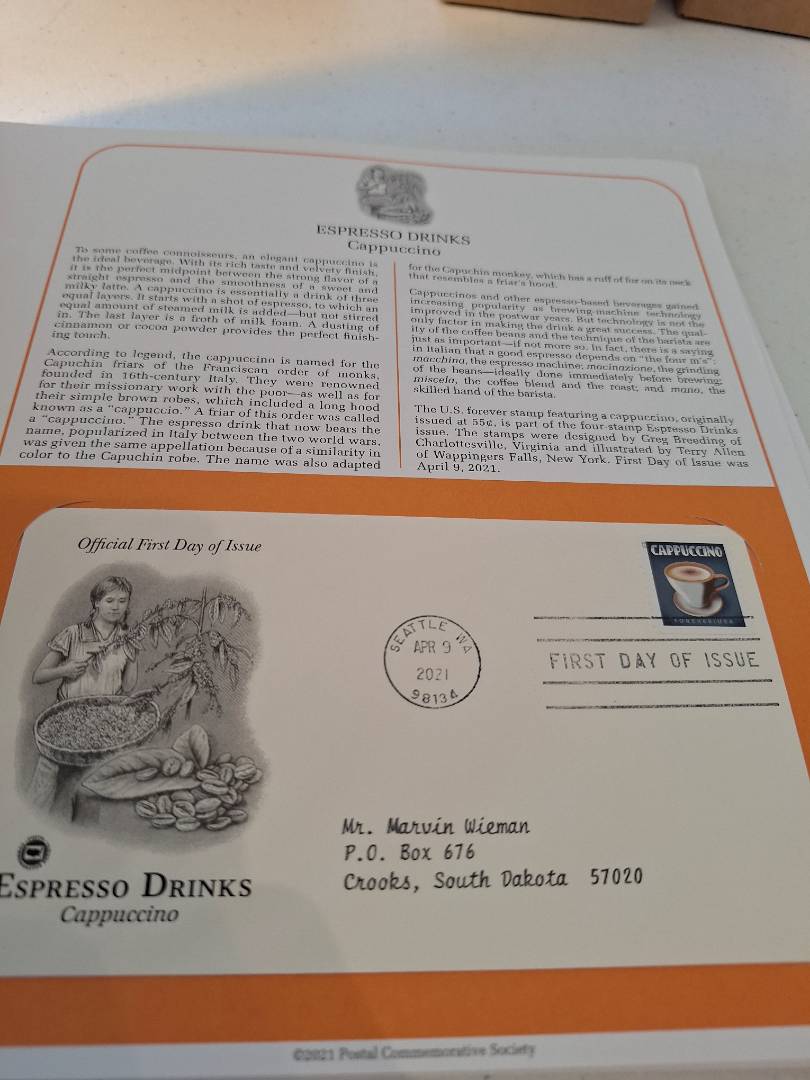 ESPRESSO DRINKS
Cappuccino
To some coffee connoisseurs, an elegant cappuccino is
the ideal beverage. With its rich taste and velvety finish,
it is the perfect midpoint between the strong flavor of a
straight espresso and the smoothness of a sweet and
milky latte. A cappuccino is essentially a drink of three
equal layers. It starts with a shot of espresso, to which an
equal amount of steamed milk is added—but not stirred
in. The last layer is a froth of milk foam. A dusting of
cinnamon or cocoa powder provides the perfect finish-
ing touch.
According to legend, the cappuccino is named for the
Capuchin friars of the Franciscan order of monks,
founded in 16th-century Italy. They were renowned
for their missionary work with the poor—as well as for
their simple brown robes, which included a long hood
known as a "cappuccio." A friar of this order was called
a "cappuccino." The espresso drink that now bears the
name, popularized in Italy between the two world wars,
was given the same appellation because of a similarity in
color to the Capuchin robe. The name was also adapted
for the Capuchin monkey, which has a ruff of fur on its neck
that resembles a friar's hood.
Cappuccinos and other espresso-based beverages gained
increasing popularity as brewing-machine technology
improved in the postwar years. But technology is not the
only factor in making the drink a great success. The qual-
ity of the coffee beans and the technique of the barista are
just as important—if not more so. In fact, there is a saying
in Italian that a good espresso depends on "the four m's":
macchina, the espresso machine; macinazione, the grinding
of the beans—ideally done immediately before brewing;
miscela, the coffee blend and the roast; and mano, the
skilled hand of the barista.
The U.S. forever stamp featuring a cappuccino, originally
issued at 55¢, is part of the four-stamp Espresso Drinks
issue. The stamps were designed by Greg Breeding of
Charlottesville, Virginia and illustrated by Terry Allen
of Wappingers Falls, New York. First Day of Issue was
April 9, 2021.
Official First Day of Issue
CAPPUCCINO
FOREVER/USA
SEATTLE WA
APR 9
2021
98134
FIRST DAY OF ISSUE
Mr. Marvin Wieman
P.O. Box 676
Crooks, South Dakota 57020
ESPRESSO DRINKS
Cappuccino
©2021 Postal Commemorative Society